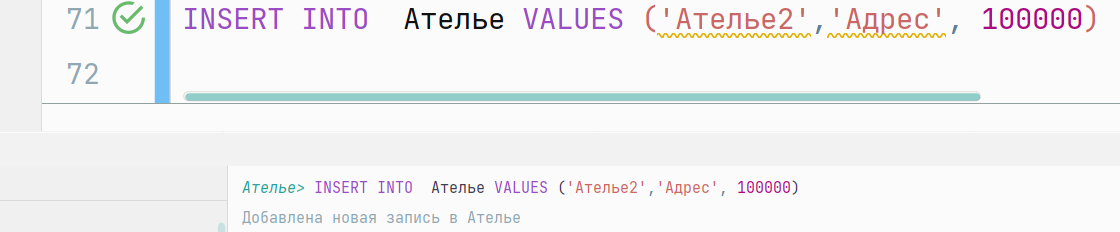 71 INSERT INTO  Ателье VALUES ('Ателье2','Адрес', 100000)
72
Ателье> INSERT INTO  Ателье VALUES ('Ателье2','Адрес', 100000)
Добавлена новая запись в Ателье